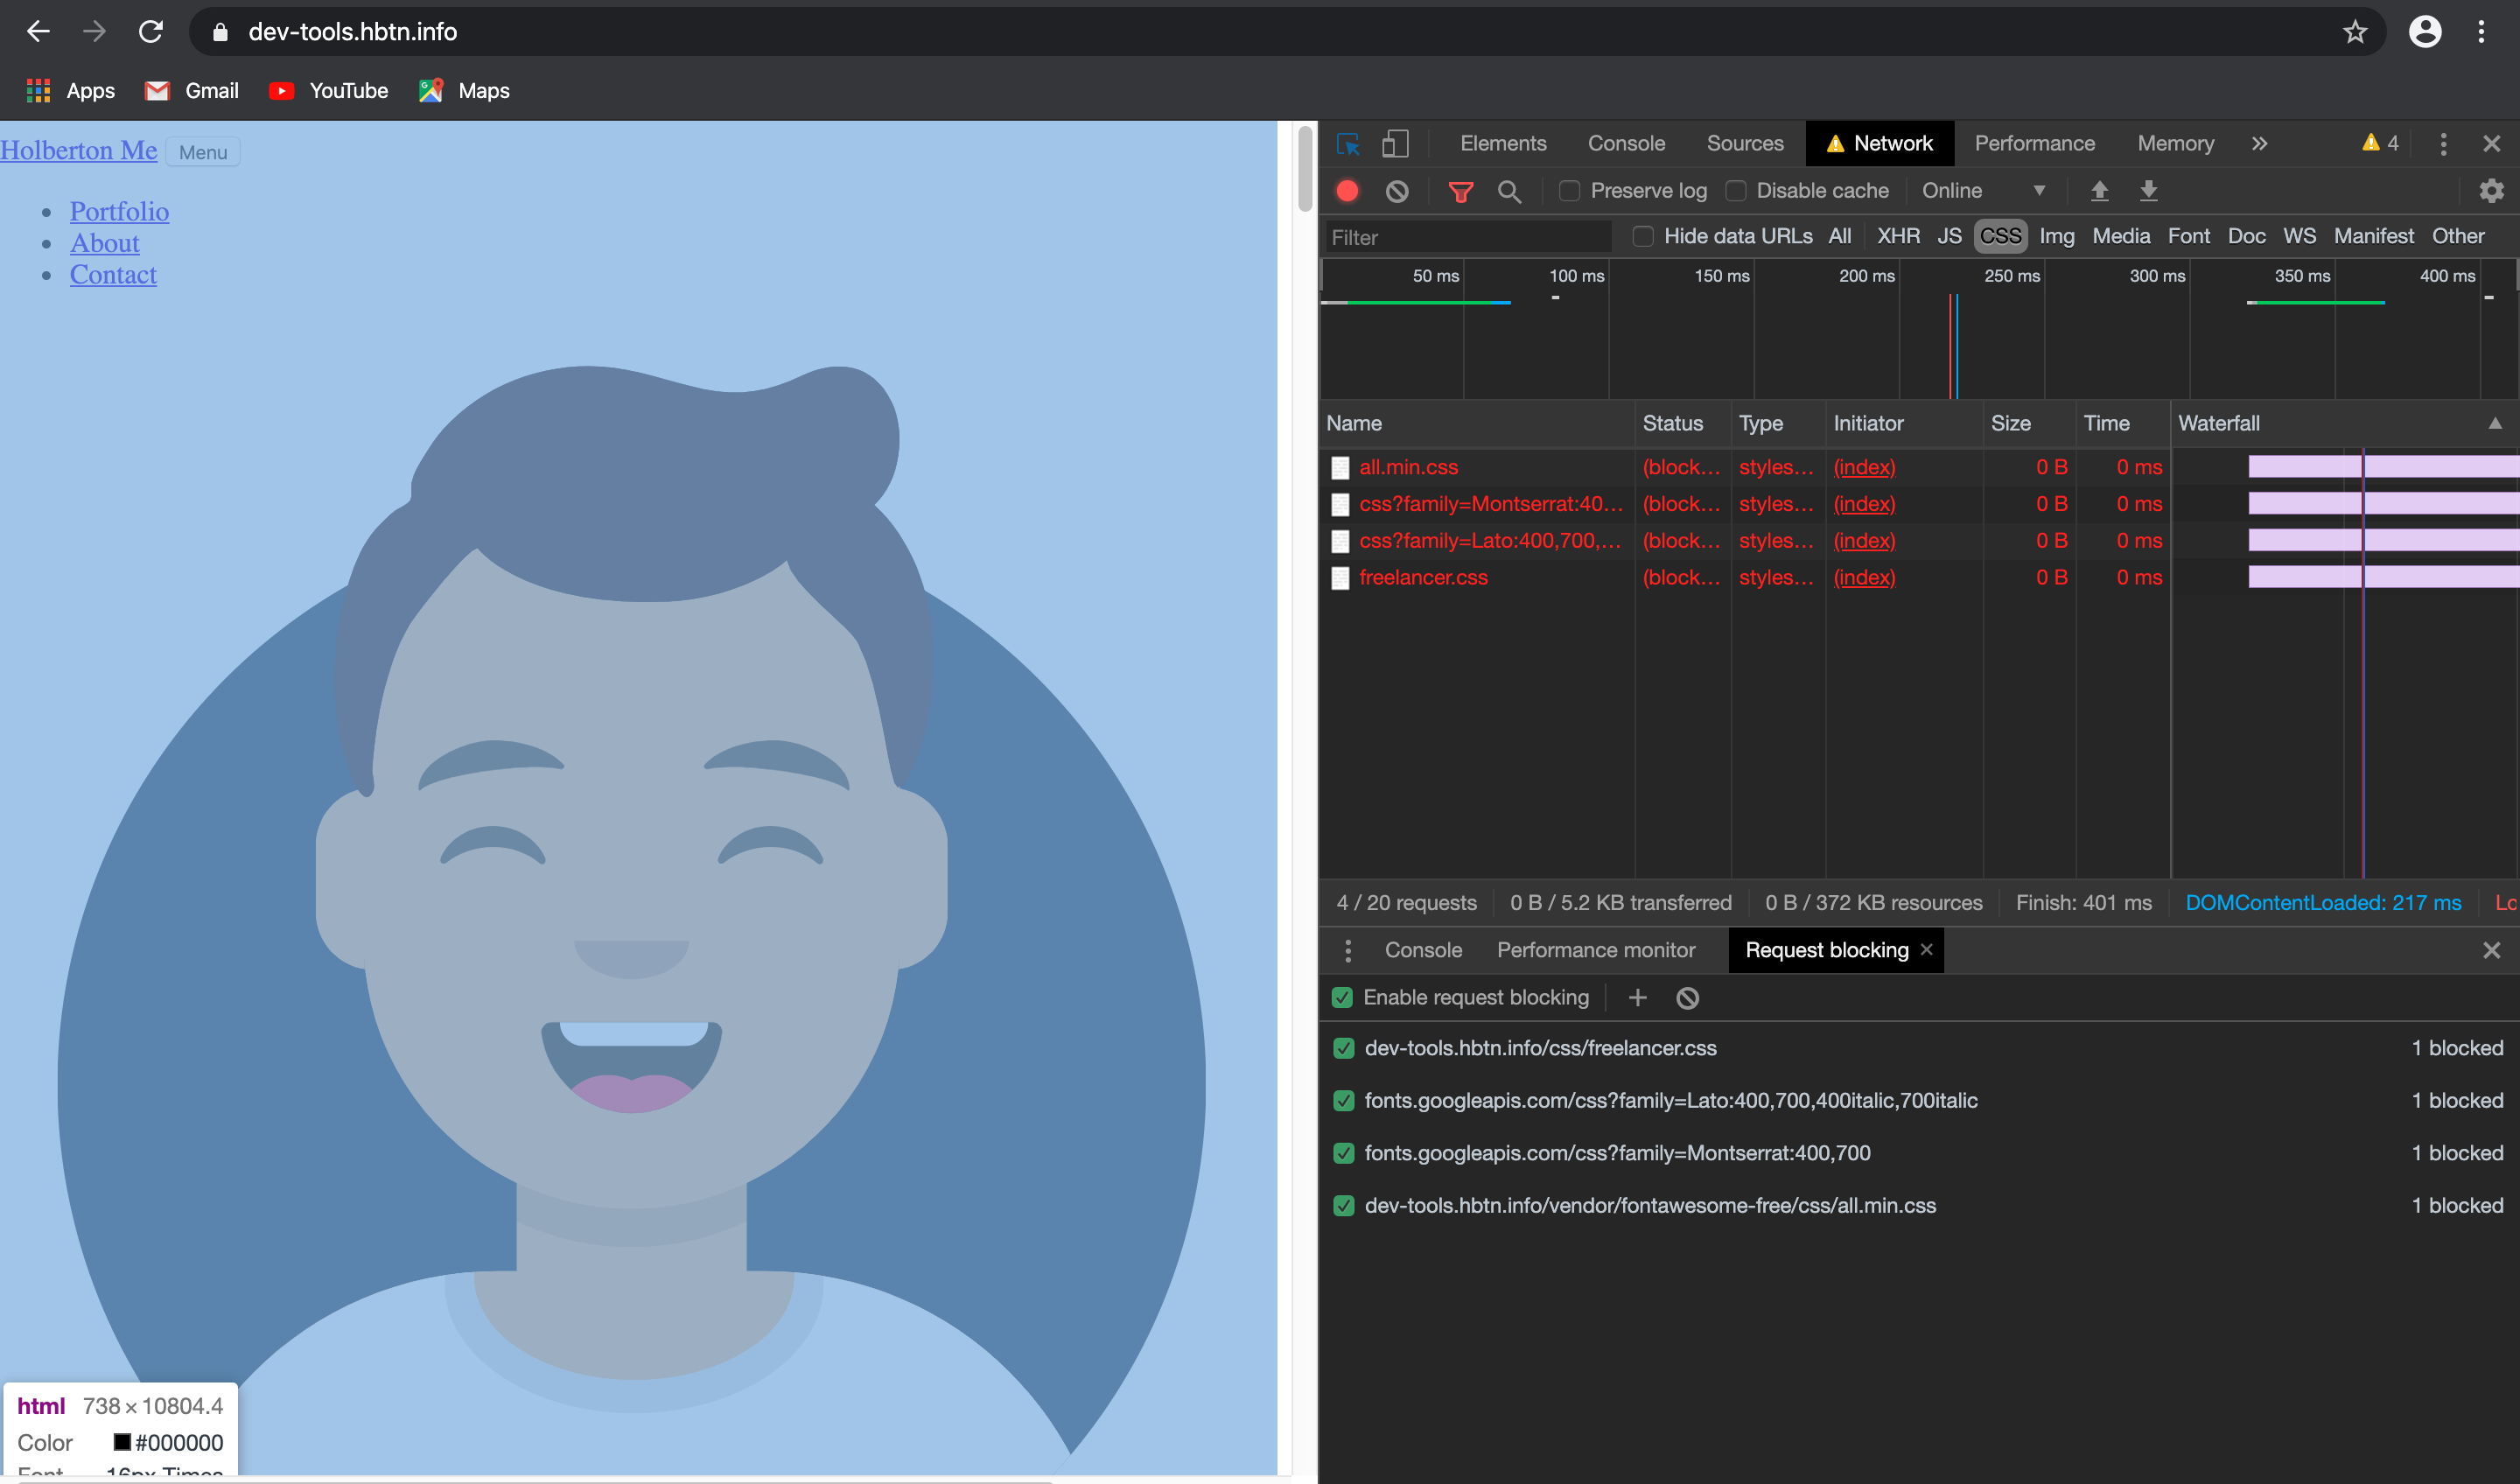 dev-tools.hbtn.info
Apps Gmail YouTube Maps
Holberton Me Menu
Portfolio
About
Contact
html 738 × 10804.4
Color #000000
Font 16px Times
Elements Console Sources Network Performance Memory » 4
Preserve log Disable cache Online
Filter Hide data URLs All XHR JS CSS Img Media Font Doc WS Manifest Other
50 ms 100 ms 150 ms 200 ms 250 ms 300 ms 350 ms 400 ms
Name Status Type Initiator Size Time Waterfall
all.min.css (block… styles… (index) 0 B 0 ms
css?family=Montserrat:40… (block… styles… (index) 0 B 0 ms
css?family=Lato:400,700,… (block… styles… (index) 0 B 0 ms
freelancer.css (block… styles… (index) 0 B 0 ms
4 / 20 requests 0 B / 5.2 KB transferred 0 B / 372 KB resources Finish: 401 ms DOMContentLoaded: 217 ms Lo
Console Performance monitor Request blocking
Enable request blocking
dev-tools.hbtn.info/css/freelancer.css 1 blocked
fonts.googleapis.com/css?family=Lato:400,700,400italic,700italic 1 blocked
fonts.googleapis.com/css?family=Montserrat:400,700 1 blocked
dev-tools.hbtn.info/vendor/fontawesome-free/css/all.min.css 1 blocked